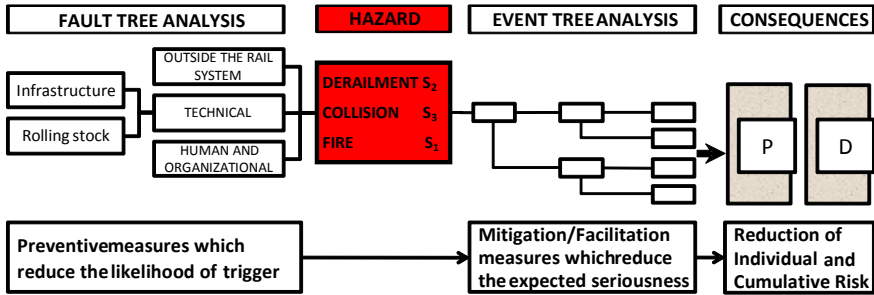 FAULT TREE ANALYSIS
HAZARD
EVENT TREE ANALYSIS
CONSEQUENCES
Infrastructure
Rolling stock
OUTSIDE THE RAIL
SYSTEM
TECHNICAL
HUMAN AND
ORGANIZATIONAL
DERAILMENT S₂
COLLISION S₃
FIRE S₁
P
D
Preventivemeasures which
reduce thelikelihood of trigger
Mitigation/Facilitation
measures whichreduce
the expected seriousness
Reduction of
Individual and
Cumulative Risk